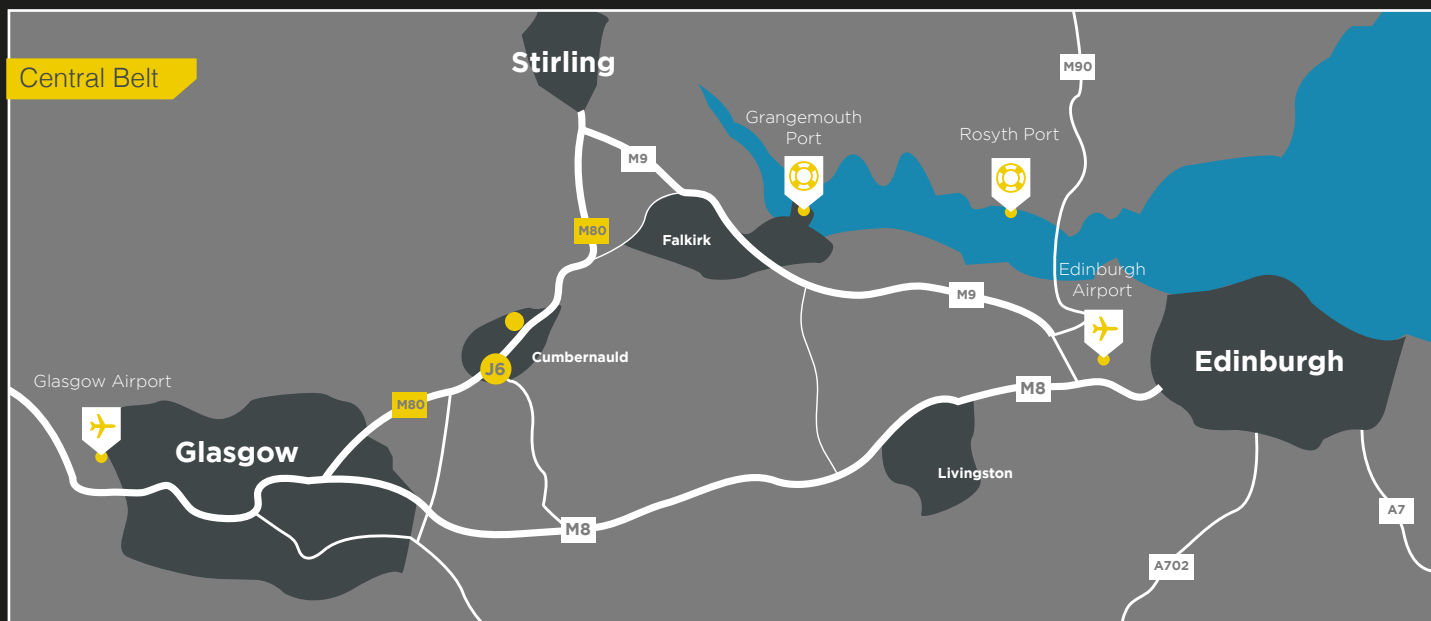 Central Belt
Stirling
M90
Grangemouth
Port
Rosyth Port
M9
M80
Falkirk
Edinburgh
Airport
M9
Cumbernauld
J6
Edinburgh
Glasgow Airport
M80
M8
Glasgow
Livingston
M8
A7
A702